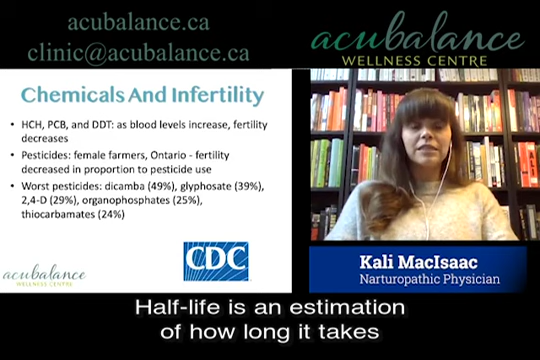 acubalance.ca
clinic@acubalance.ca
acubalance
WELLNESS CENTRE
Chemicals And Infertility
• HCH, PCB, and DDT: as blood levels increase, fertility
decreases
• Pesticides: female farmers, Ontario - fertility
decreased in proportion to pesticide use
• Worst pesticides: dicamba (49%), glyphosate (39%),
2,4-D (29%), organophosphates (25%),
thiocarbamates (24%)
CDC
acubalance
WELLNESS CENTRE
Kali MacIsaac
Narturopathic Physician
Half-life is an estimation
of how long it takes